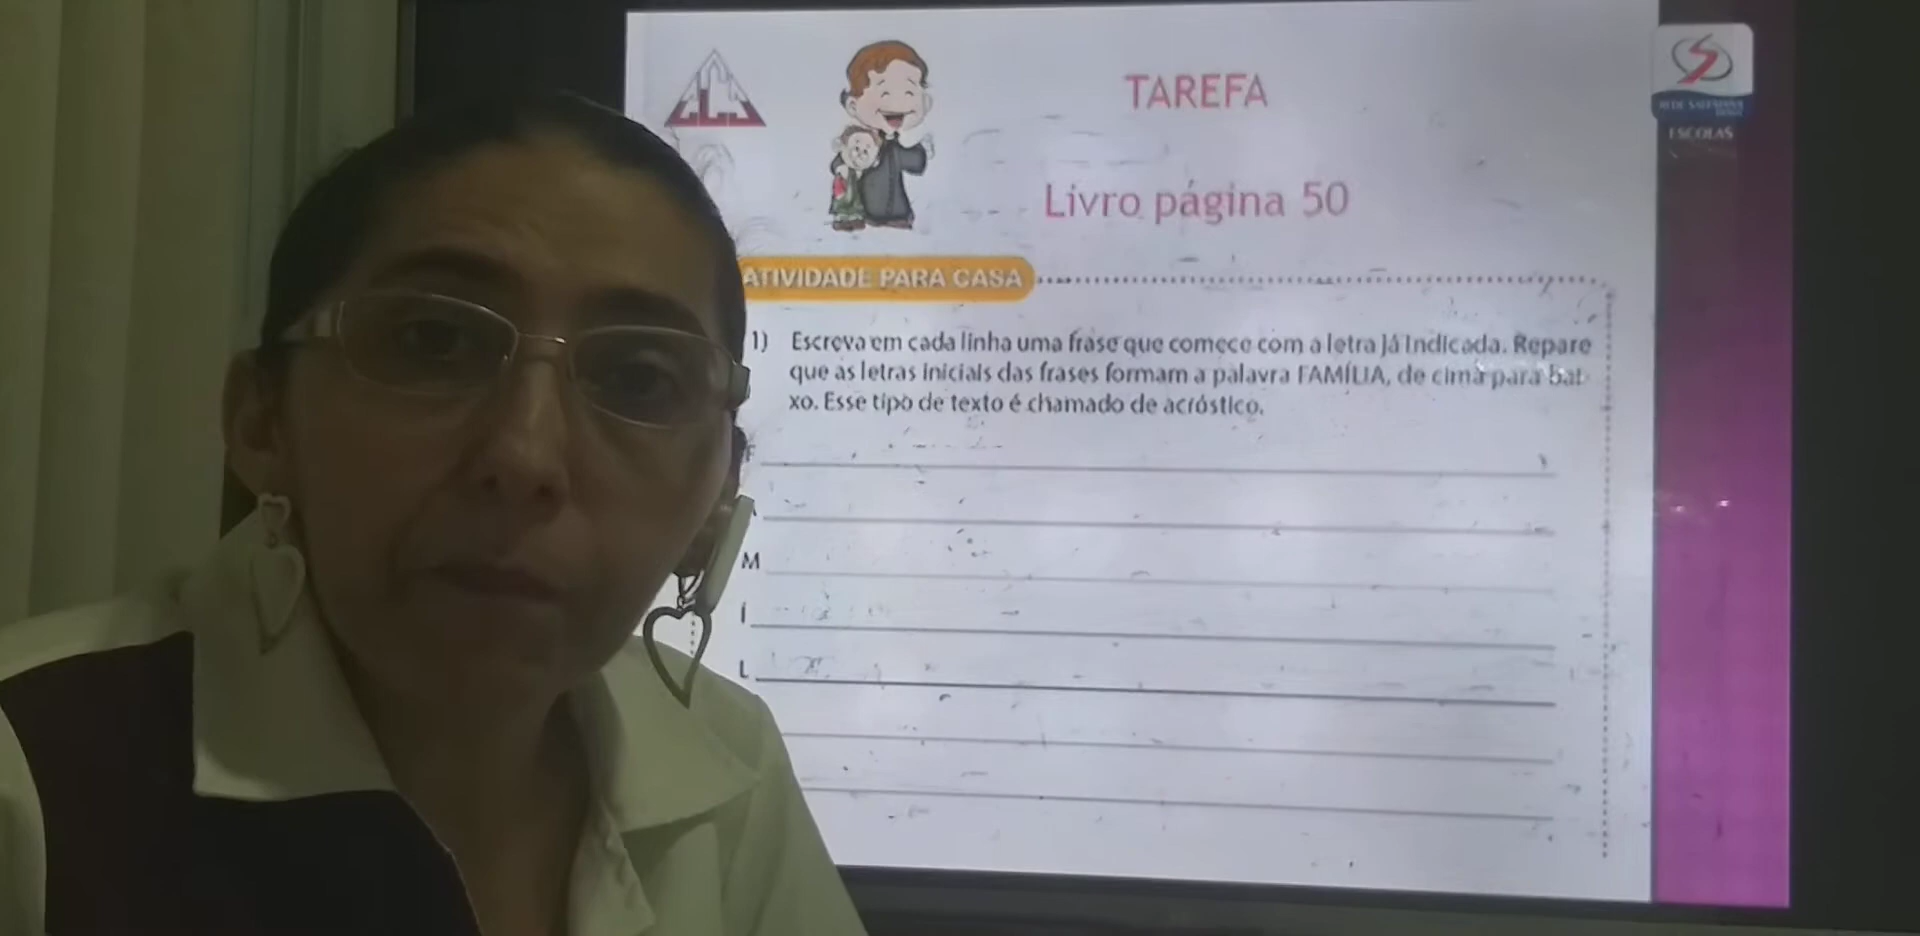 TAREFA
Livro página 50
REDE SALESIANA
ESCOLAS
ATIVIDADE PARA CASA
1) Escreva em cada linha uma frase que comece com a letra já indicada. Repare
que as letras iniciais das frases formam a palavra FAMÍLIA, de cima para bai-
xo. Esse tipo de texto é chamado de acróstico.
F
M
Í
L